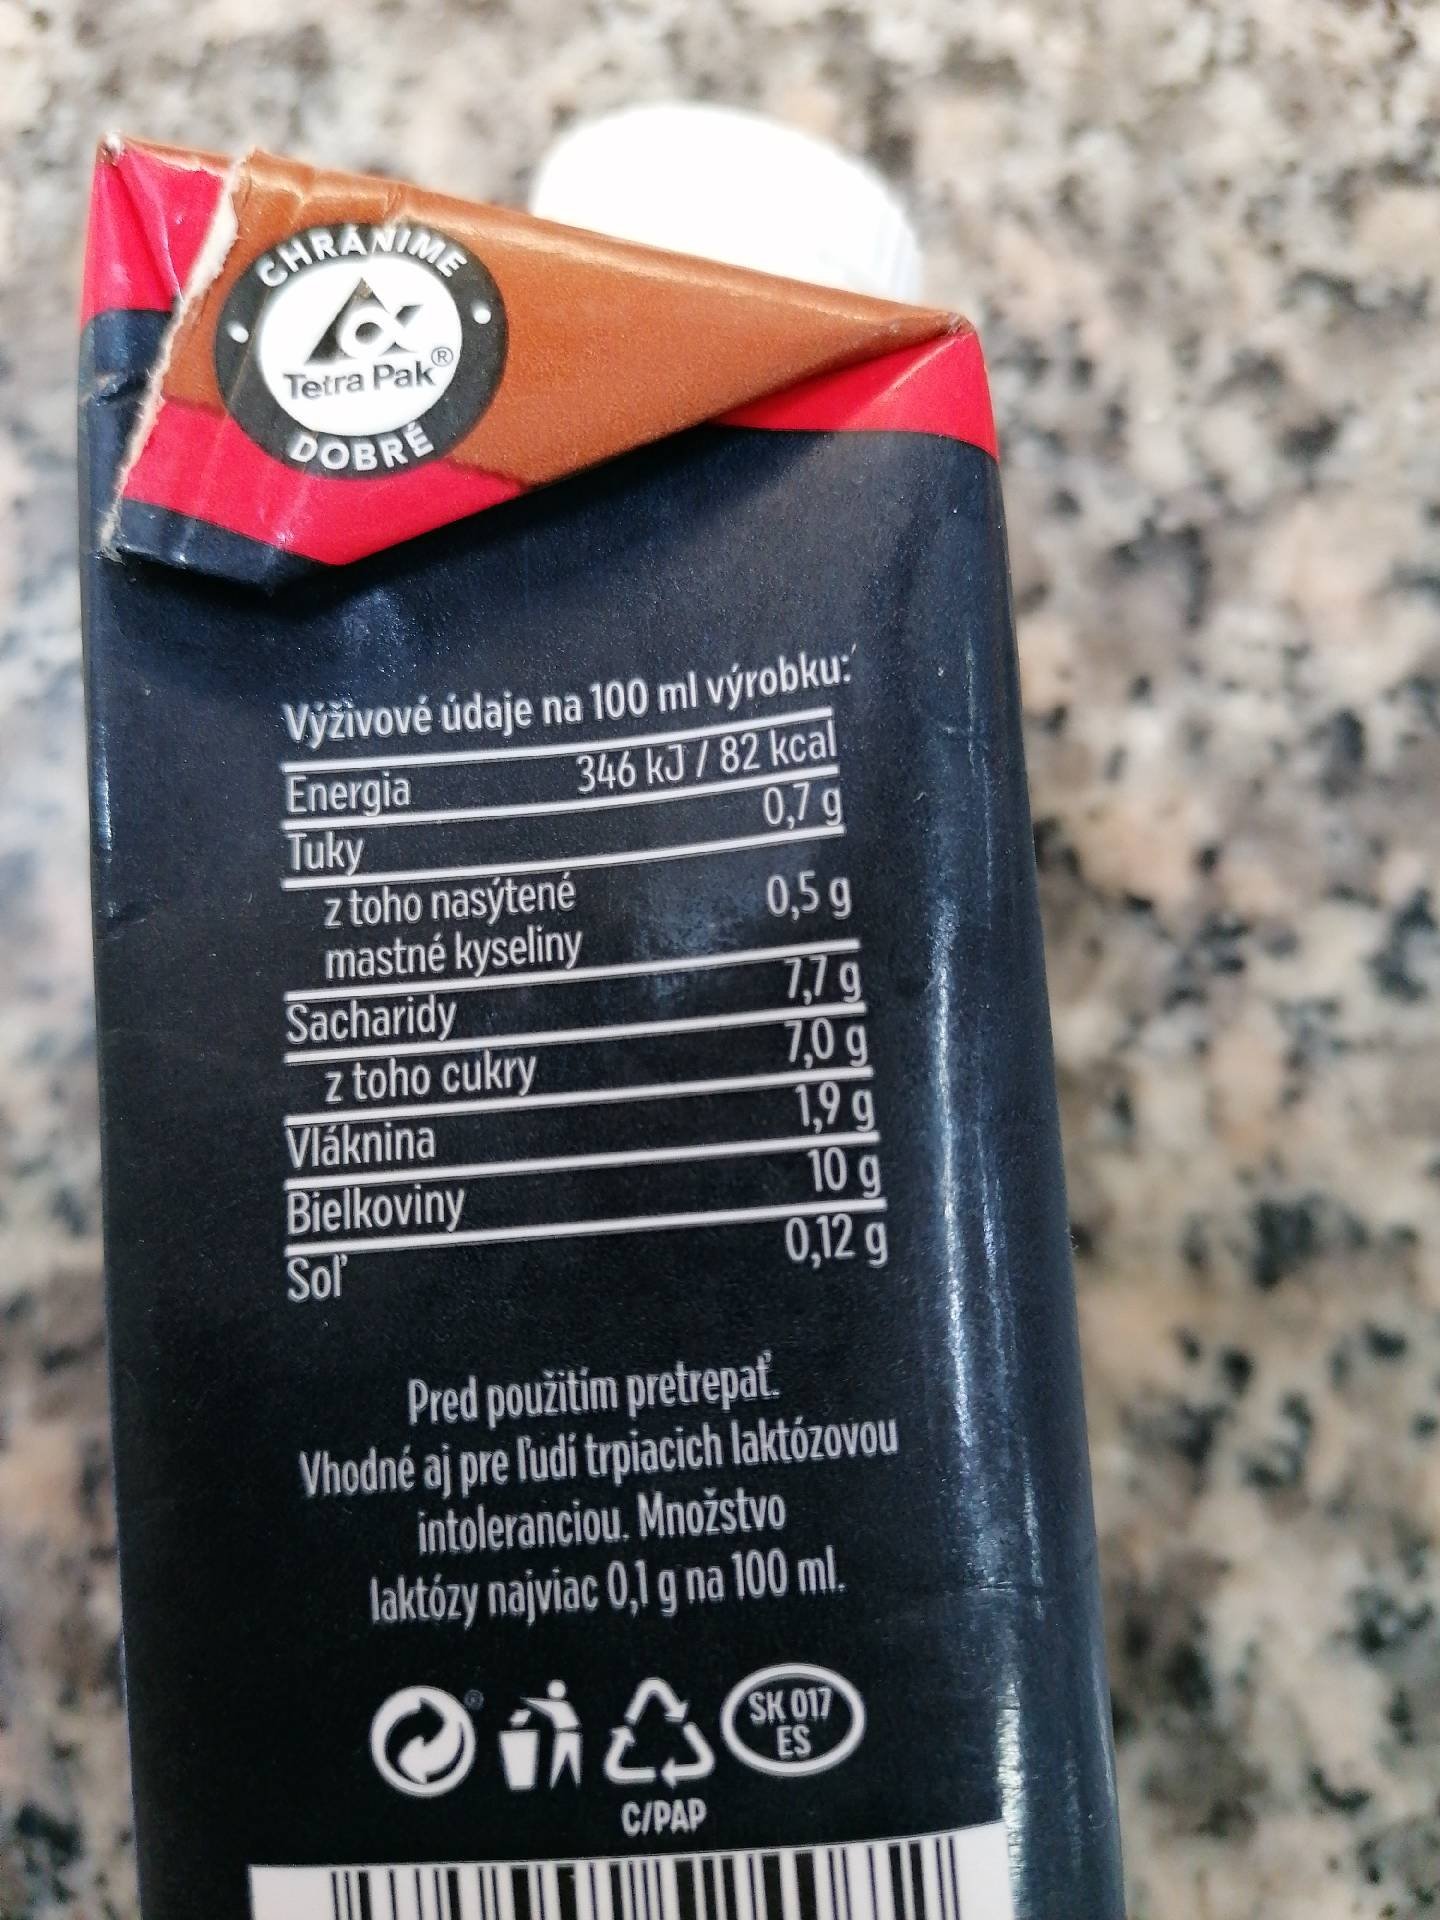 CHRÁNIME
Tetra Pak®
DOBRÉ
Výživové údaje na 100 ml výrobku:
Energia 346 kJ / 82 kcal
Tuky 0,7 g
z toho nasýtené
mastné kyseliny 0,5 g
Sacharidy 7,7 g
z toho cukry 7,0 g
Vláknina 1,9 g
Bielkoviny 10 g
Soľ 0,12 g
Pred použitím pretrepať.
Vhodné aj pre ľudí trpiacich laktózovou
intoleranciou. Množstvo
laktózy najviac 0,1 g na 100 ml.
®
SK 017
ES
C/PAP